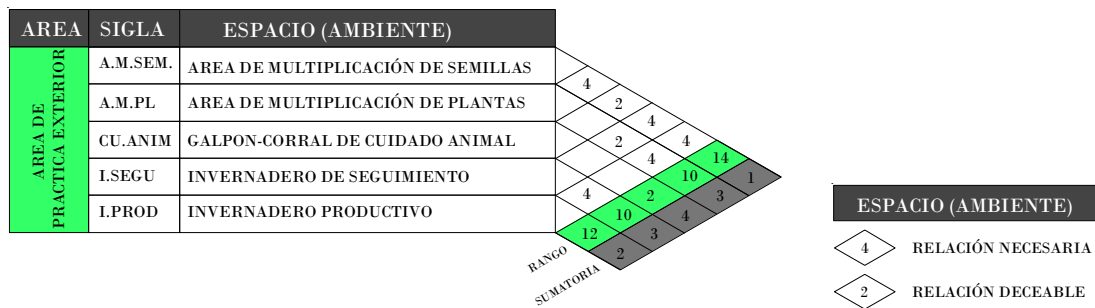 AREA SIGLA ESPACIO (AMBIENTE)
AREA DE
PRACTICA EXTERIOR
A.M.SEM. AREA DE MULTIPLICACIÓN DE SEMILLAS
A.M.PL AREA DE MULTIPLICACIÓN DE PLANTAS
CU.ANIM GALPON-CORRAL DE CUIDADO ANIMAL
I.SEGU INVERNADERO DE SEGUIMIENTO
I.PROD INVERNADERO PRODUCTIVO
4
2
4
2 4
4 14
10 1
4 2 3
10 4
12 3
2
RANGO
SUMATORIA
ESPACIO (AMBIENTE)
4 RELACIÓN NECESARIA
2 RELACIÓN DECEABLE